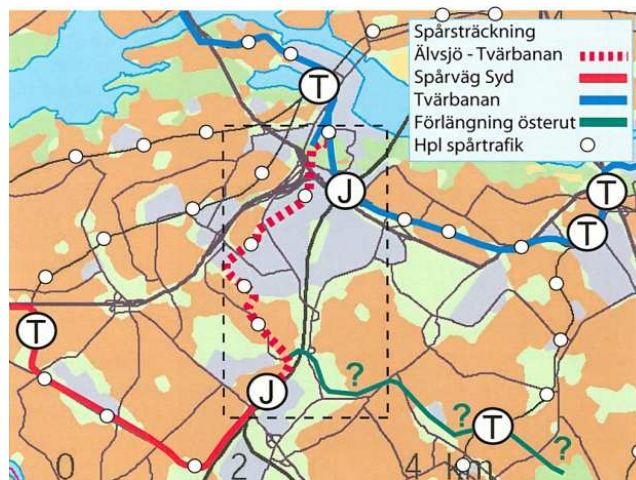 Spårsträckning
Älvsjö - Tvärbanan
Spårväg Syd
Tvärbanan
Förlängning österut
Hpl spårtrafik
T
J
T
T
T
?
J
?
T
?
0 2 4 km